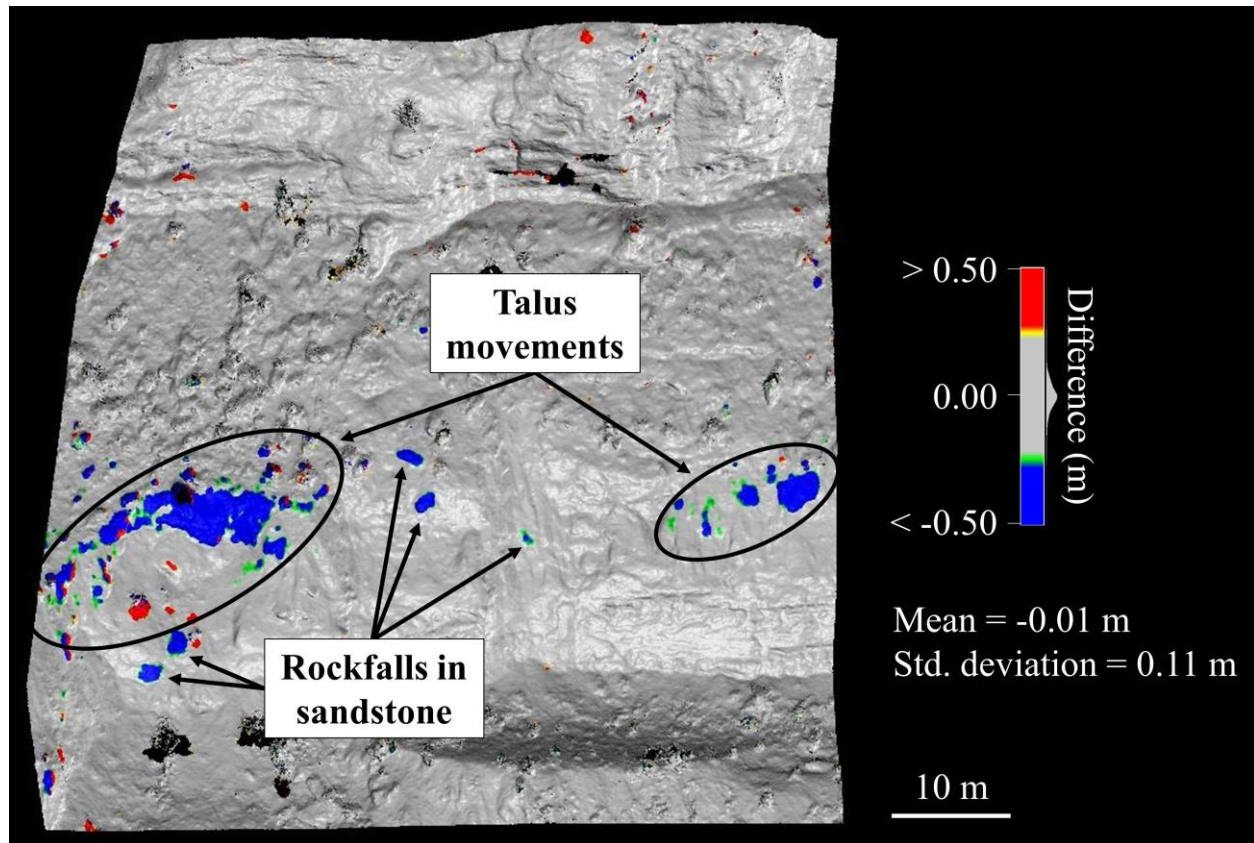 Talus
movements
Rockfalls in
sandstone
> 0.50
0.00
< -0.50
Difference (m)
Mean = -0.01 m
Std. deviation = 0.11 m
10 m